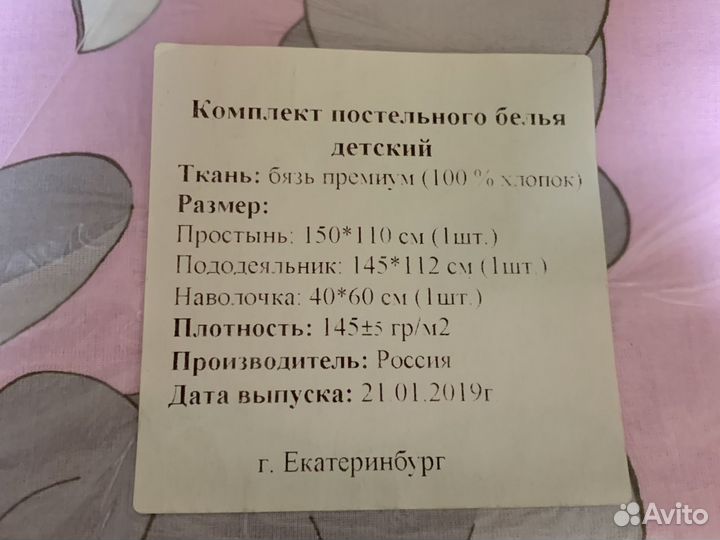 Комплект постельного белья
детский
Ткань: бязь премиум (100 % хлопок)
Размер:
Простынь: 150*110 см (1шт.)
Пододеяльник: 145*112 см (1шт.)
Наволочка: 40*60 см (1шт.)
Плотность: 145±5 гр/м2
Производитель: Россия
Дата выпуска: 21.01.2019г
г. Екатеринбург
Avito